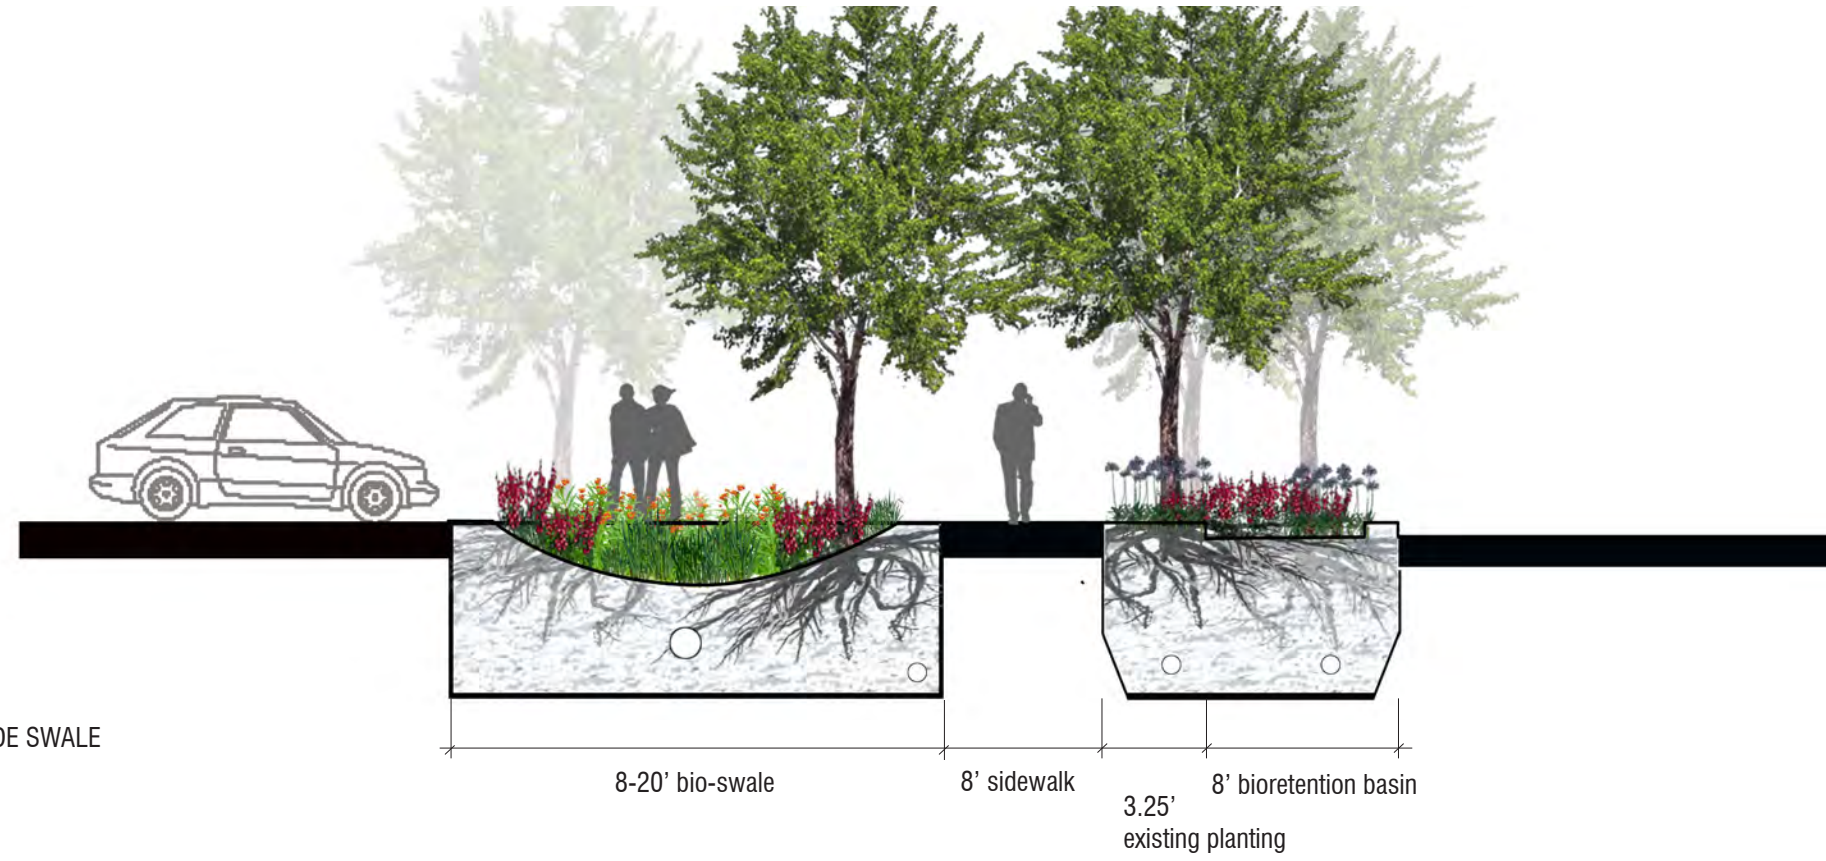 DE SWALE
8-20’ bio-swale
8’ sidewalk
8’ bioretention basin
3.25’
existing planting